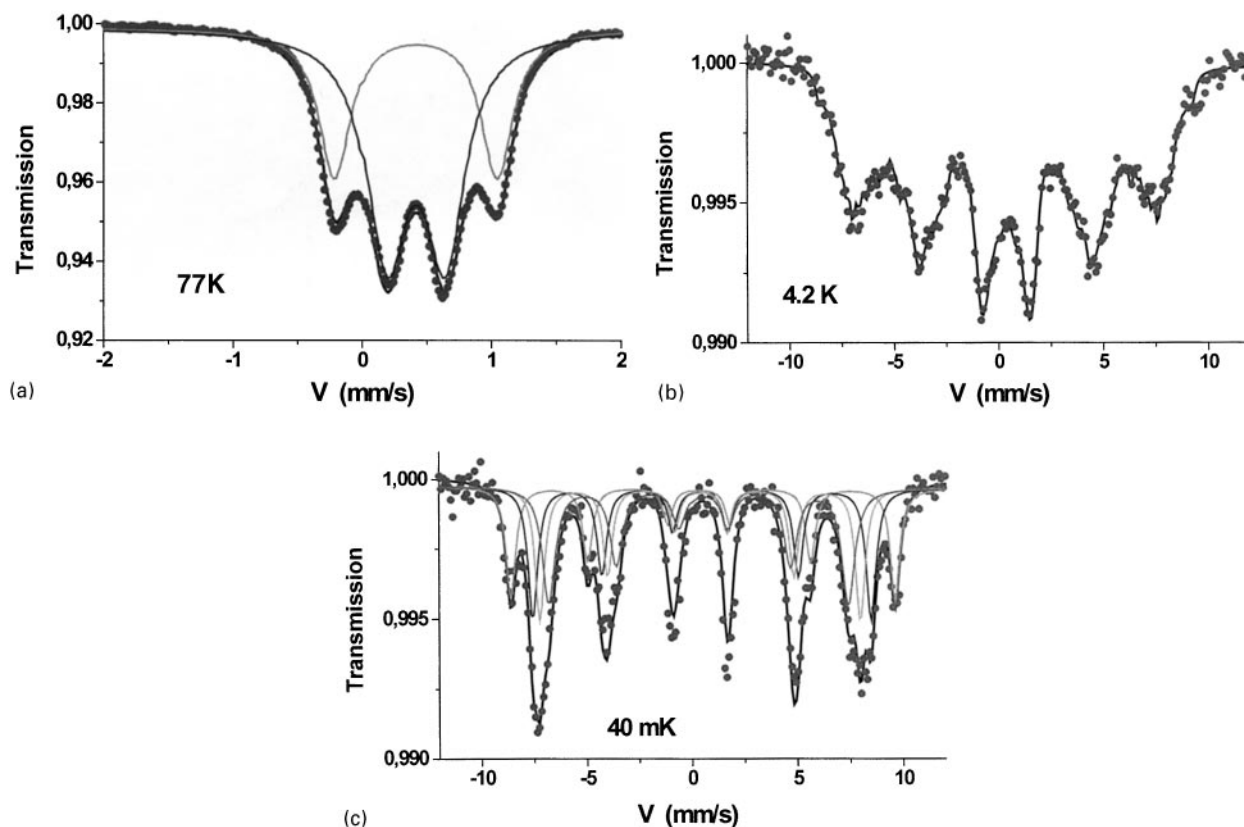 1,00
0,98
0,96
0,94
0,92
Transmission
77K
-2
-1
0
1
2
V (mm/s)
(a)
1,000
0,995
0,990
Transmission
4.2 K
-10
-5
0
5
10
V (mm/s)
(b)
1,000
0,995
0,990
Transmission
40 mK
-10
-5
0
5
10
V (mm/s)
(c)